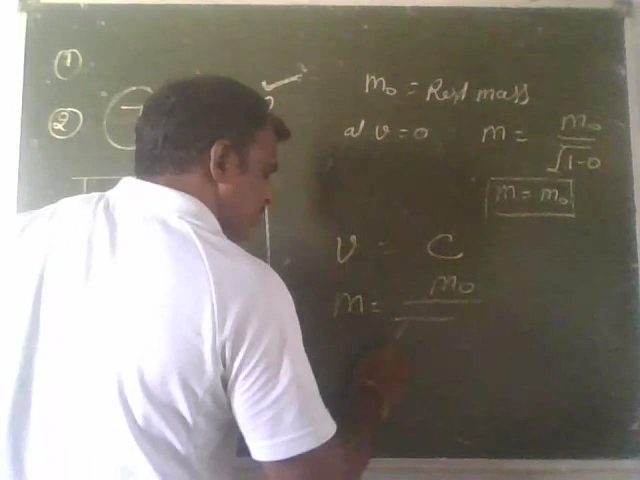 1
2
m₀ = Rest mass
at v = 0 m = m₀ / √1-0
m = m₀
v = c
m = m₀